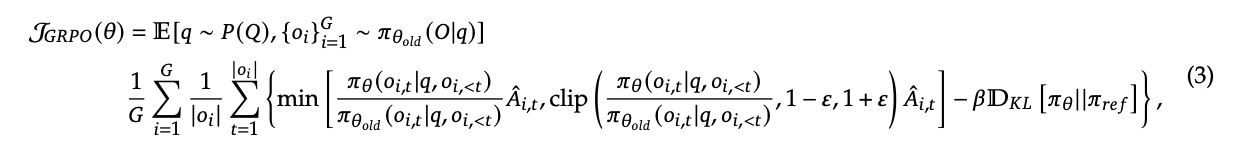 𝒥_{GRPO}(θ) = 𝔼[q ∼ P(Q), {o_i}_{i=1}^{G} ∼ π_{θ_{old}}(O|q)]
\frac{1}{G} \sum_{i=1}^{G} \frac{1}{|o_i|} \sum_{t=1}^{|o_i|} \left\{ \min \left[ \frac{π_θ(o_{i,t}|q, o_{i,<t})}{π_{θ_{old}}(o_{i,t}|q, o_{i,<t})} \hat{A}_{i,t}, \text{clip} \left( \frac{π_θ(o_{i,t}|q, o_{i,<t})}{π_{θ_{old}}(o_{i,t}|q, o_{i,<t})}, 1 − ε, 1 + ε \right) \hat{A}_{i,t} \right] − β𝔻_{KL} [π_θ||π_{ref}] \right\}, (3)